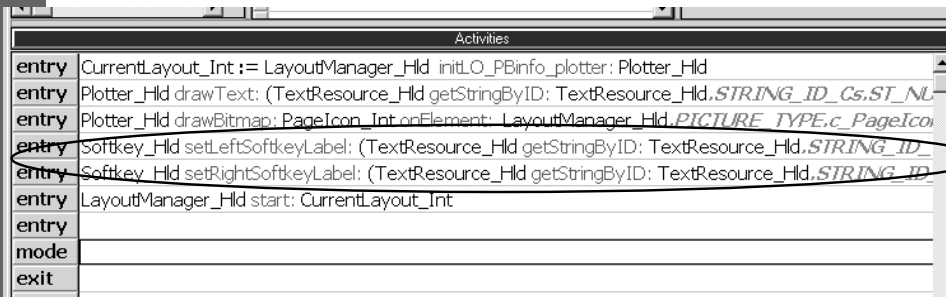 Activities
entry CurrentLayout_Int := LayoutManager_Hld initLO_PBinfo_plotter: Plotter_Hld
entry Plotter_Hld drawText: (TextResource_Hld getStringByID: TextResource_Hld.STRING_ID_Cs.ST_NU
entry Plotter_Hld drawBitmap: PageIcon_Int onElement: LayoutManager_Hld.PICTURE_TYPE.c_PageIco
entry Softkey_Hld setLeftSoftkeyLabel: (TextResource_Hld getStringByID: TextResource_Hld.STRING_ID_
entry Softkey_Hld setRightSoftkeyLabel: (TextResource_Hld getStringByID: TextResource_Hld.STRING_ID_
entry LayoutManager_Hld start: CurrentLayout_Int
entry
mode
exit